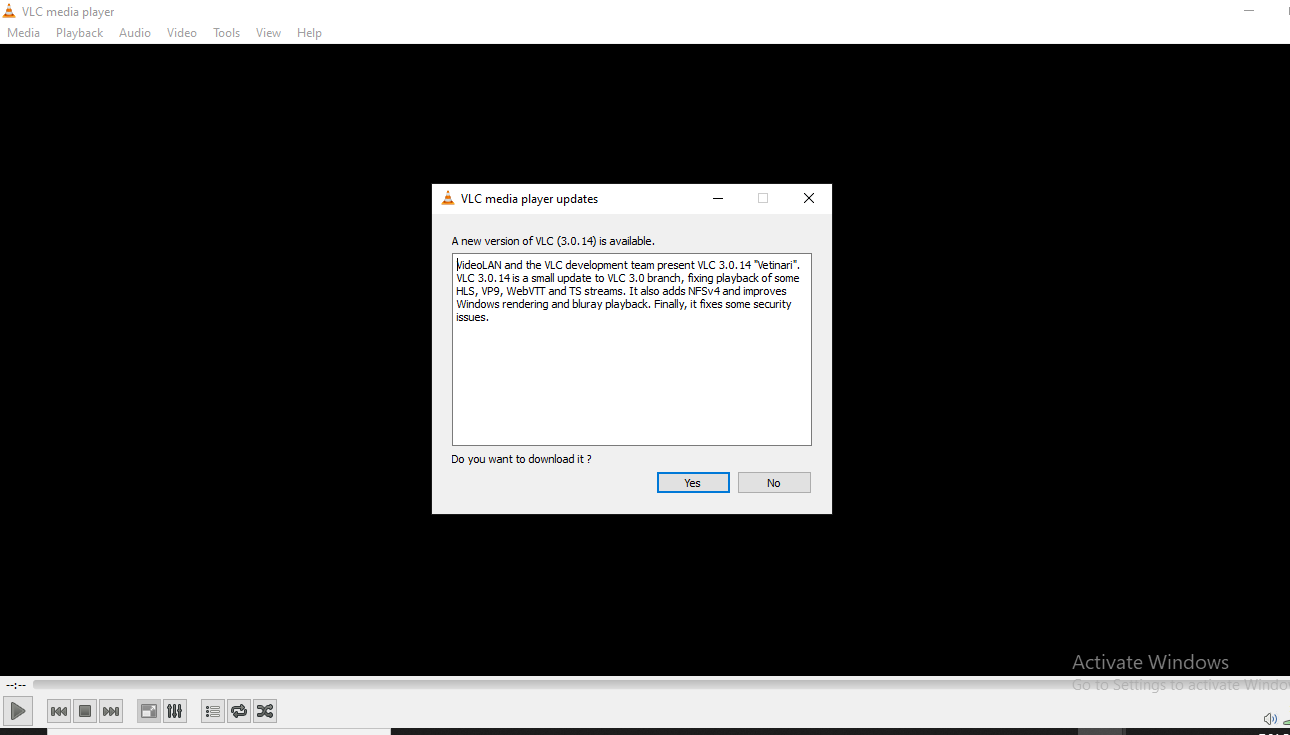 VLC media player
Media Playback Audio Video Tools View Help
VLC media player updates
A new version of VLC (3.0.14) is available.
VideoLAN and the VLC development team present VLC 3.0.14 "Vetinari".
VLC 3.0.14 is a small update to VLC 3.0 branch, fixing playback of some
HLS, VP9, WebVTT and TS streams. It also adds NFSv4 and improves
Windows rendering and bluray playback. Finally, it fixes some security
issues.
Do you want to download it ?
Yes No
Activate Windows
Go to Settings to activate Windo
--:--